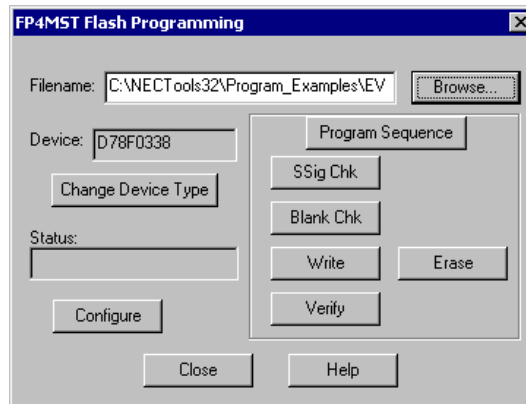 FP4MST Flash Programming
Filename: C:\NECTools32\Program_Examples\EV Browse...
Device: D78F0338
Program Sequence
Change Device Type
SSig Chk
Blank Chk
Status:
Write Erase
Configure
Verify
Close Help